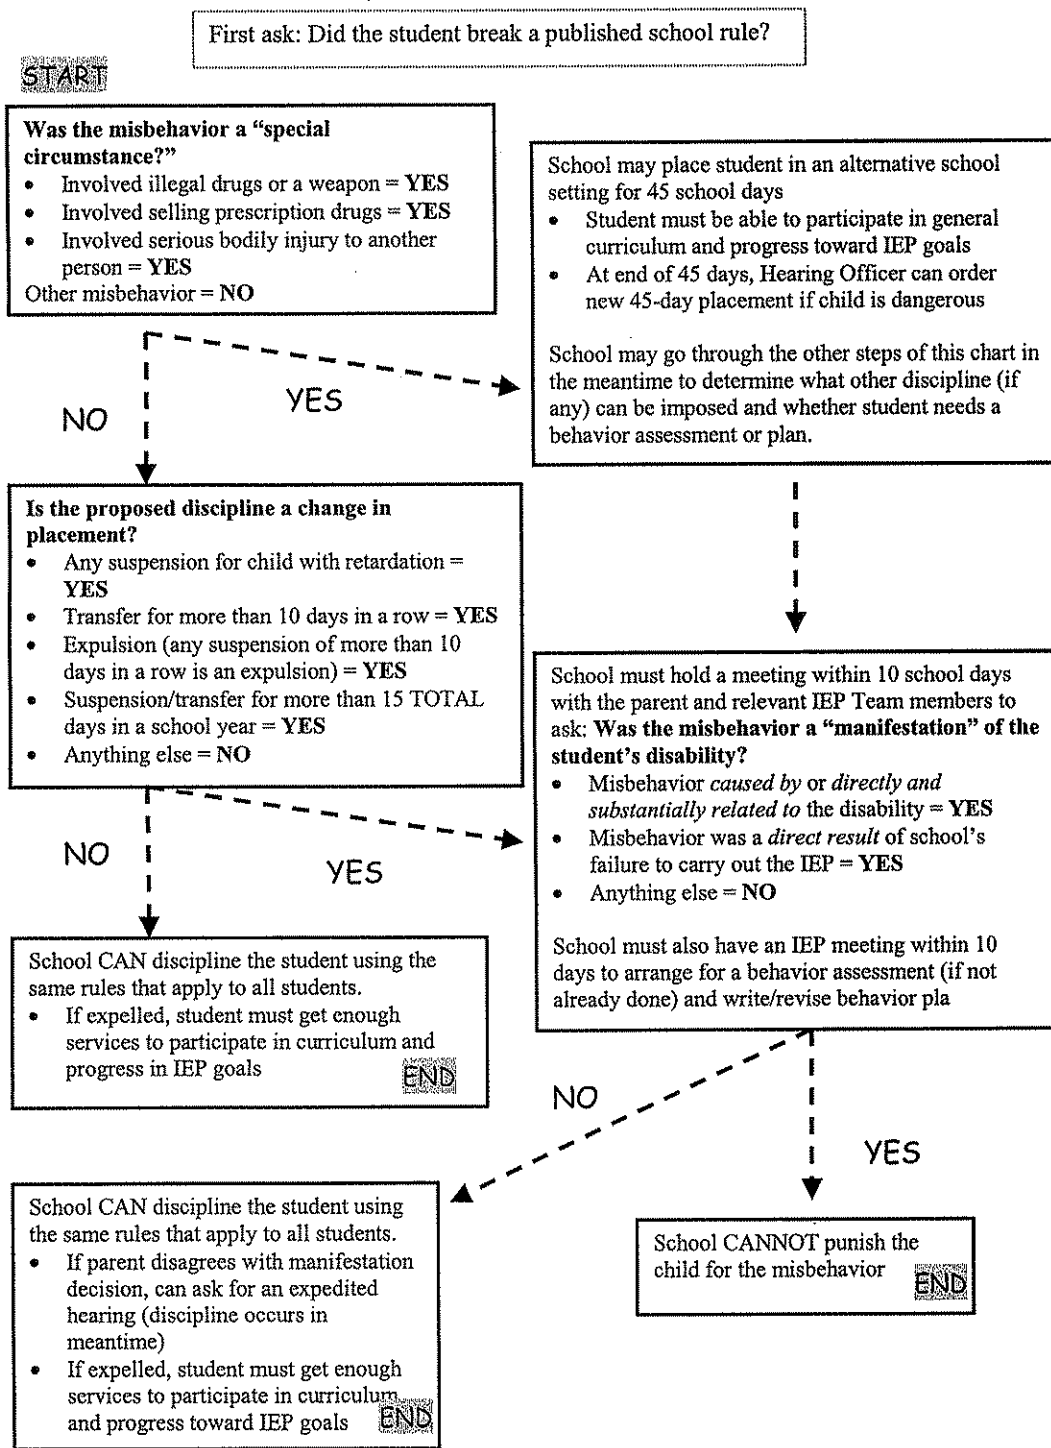 First ask: Did the student break a published school rule?
START
Was the misbehavior a “special
circumstance?”
• Involved illegal drugs or a weapon = YES
• Involved selling prescription drugs = YES
• Involved serious bodily injury to another
person = YES
Other misbehavior = NO
School may place student in an alternative school
setting for 45 school days
• Student must be able to participate in general
curriculum and progress toward IEP goals
• At end of 45 days, Hearing Officer can order
new 45-day placement if child is dangerous
School may go through the other steps of this chart in
the meantime to determine what other discipline (if
any) can be imposed and whether student needs a
behavior assessment or plan.
NO
YES
Is the proposed discipline a change in
placement?
• Any suspension for child with retardation =
YES
• Transfer for more than 10 days in a row = YES
• Expulsion (any suspension of more than 10
days in a row is an expulsion) = YES
• Suspension/transfer for more than 15 TOTAL
days in a school year = YES
• Anything else = NO
School must hold a meeting within 10 school days
with the parent and relevant IEP Team members to
ask: Was the misbehavior a “manifestation” of the
student’s disability?
• Misbehavior caused by or directly and
substantially related to the disability = YES
• Misbehavior was a direct result of school’s
failure to carry out the IEP = YES
• Anything else = NO
School must also have an IEP meeting within 10
days to arrange for a behavior assessment (if not
already done) and write/revise behavior pla
NO
YES
School CAN discipline the student using the
same rules that apply to all students.
• If expelled, student must get enough
services to participate in curriculum and
progress in IEP goals
END
NO
YES
School CAN discipline the student using
the same rules that apply to all students.
• If parent disagrees with manifestation
decision, can ask for an expedited
hearing (discipline occurs in
meantime)
• If expelled, student must get enough
services to participate in curriculum
and progress toward IEP goals
END
School CANNOT punish the
child for the misbehavior
END